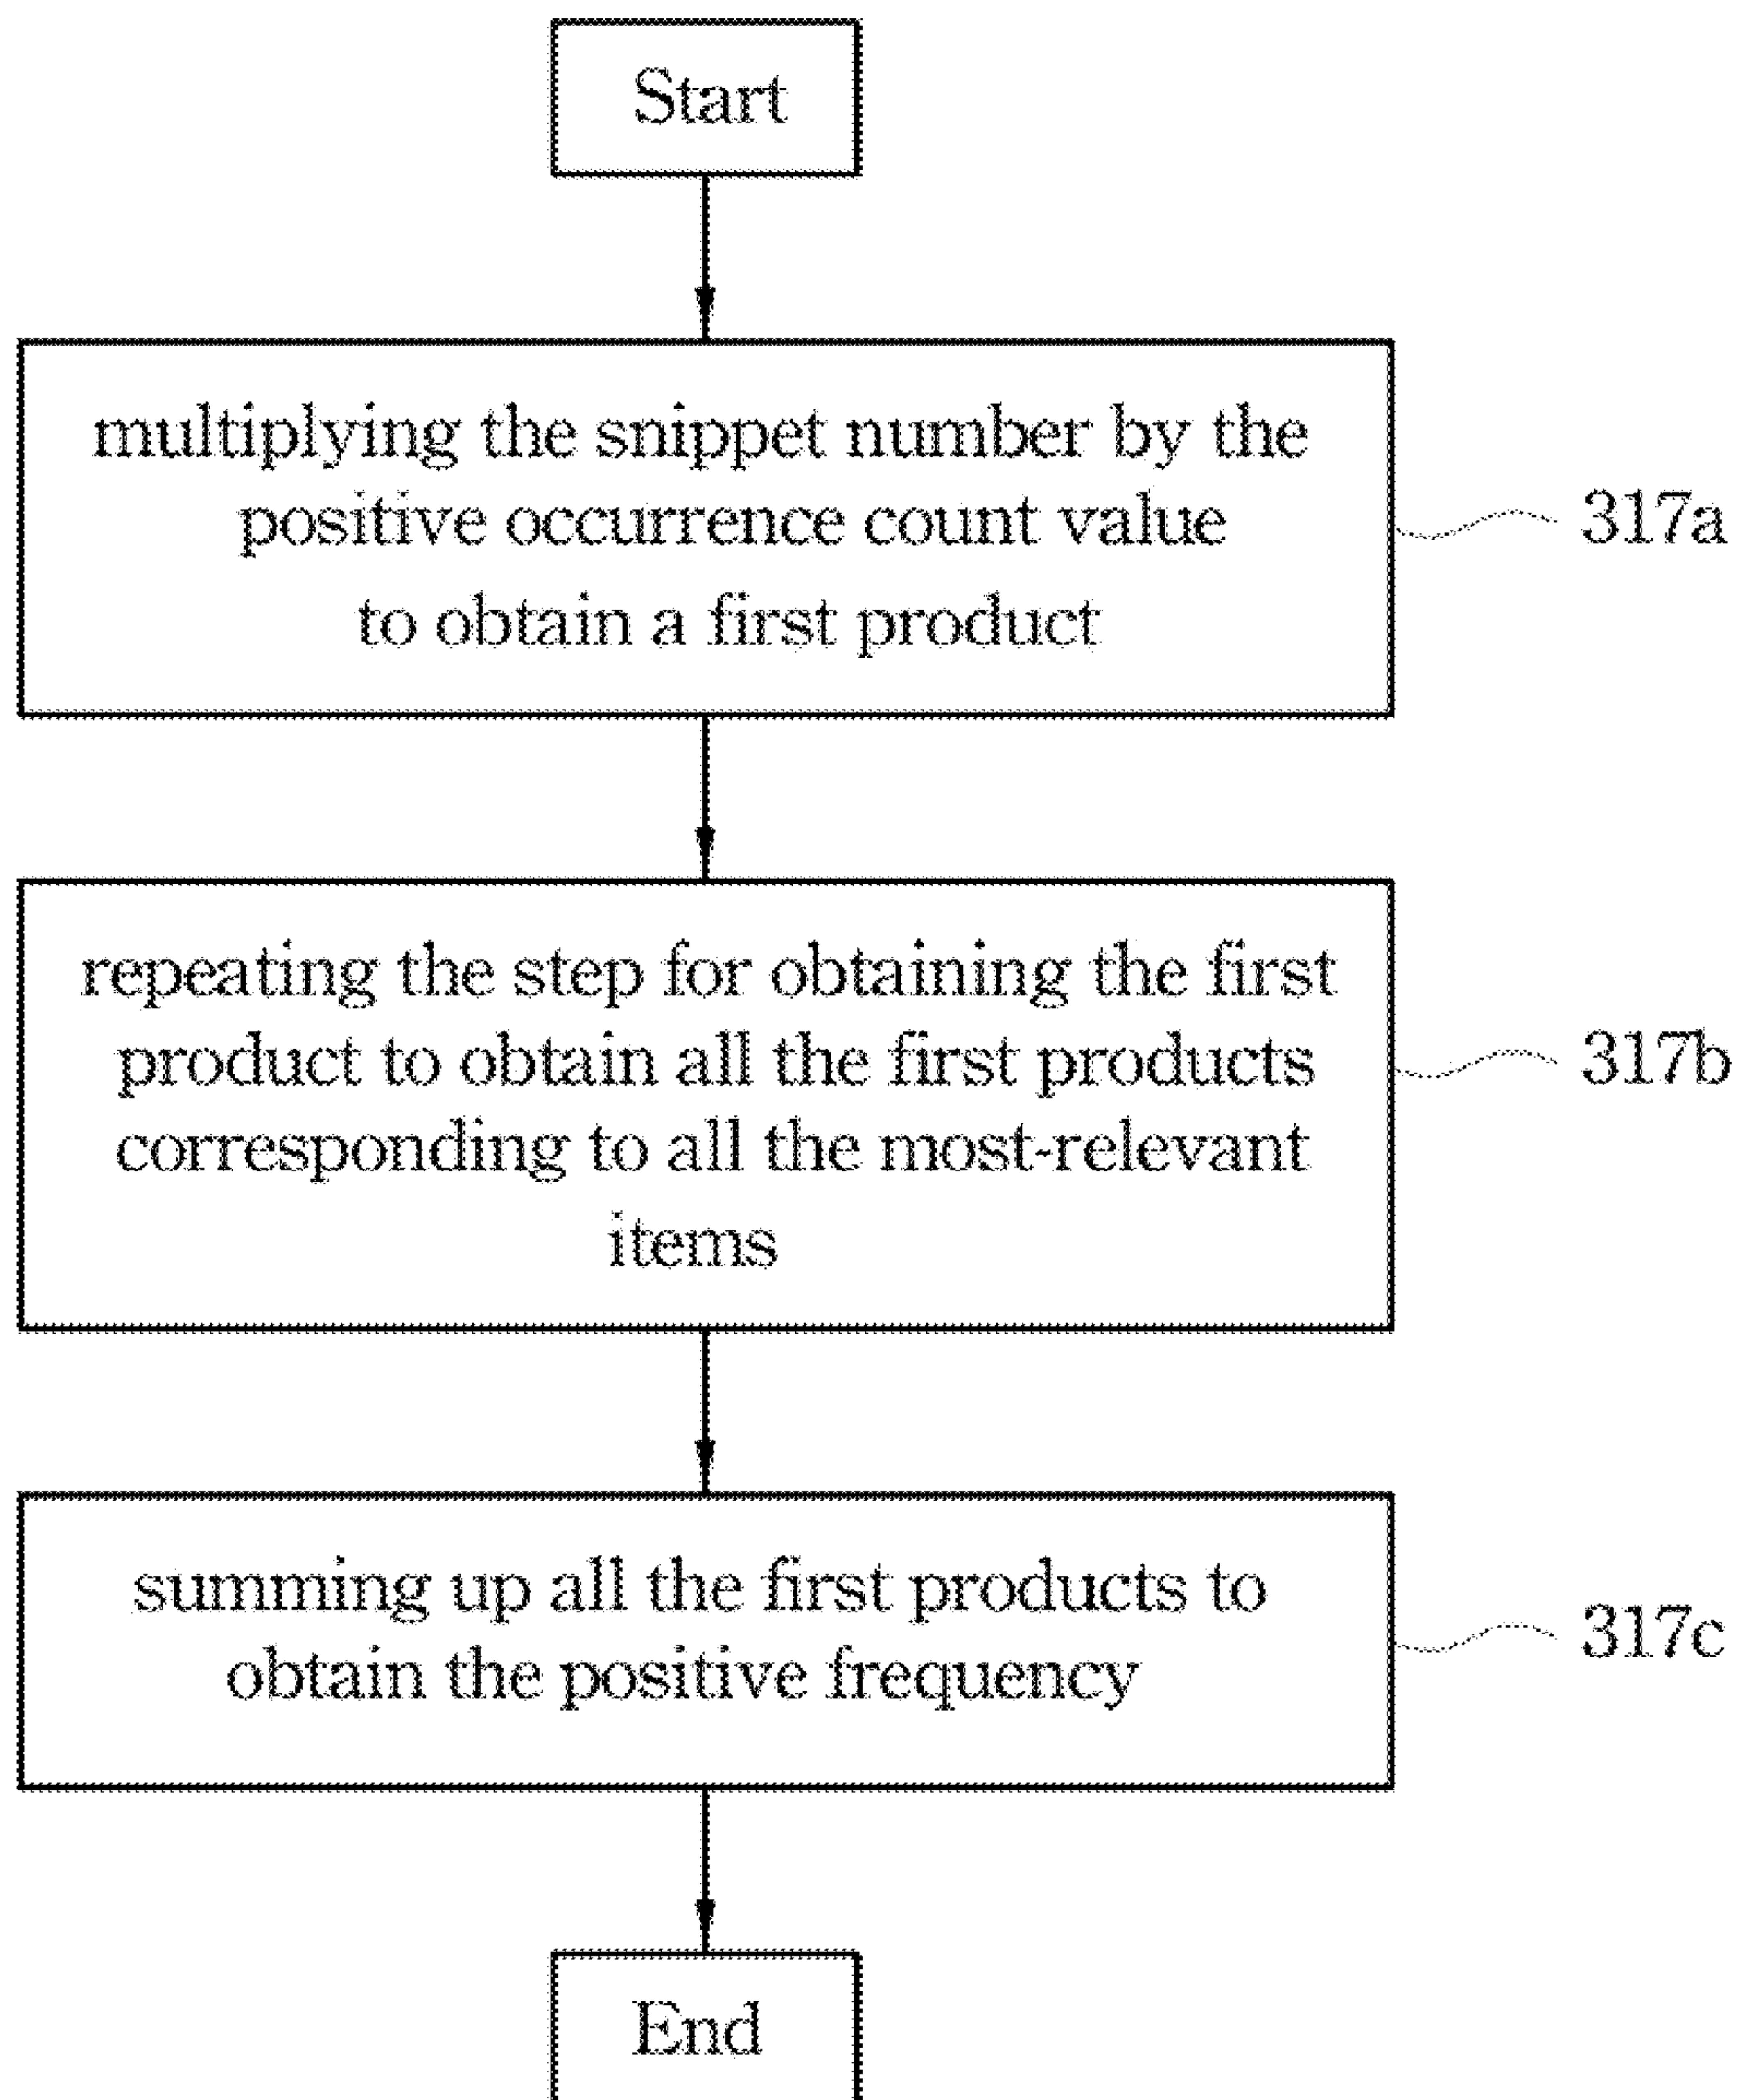 Start
multiplying the snippet number by the
positive occurrence count value
to obtain a first product
317a
repeating the step for obtaining the first
product to obtain all the first products
corresponding to all the most-relevant
items
317b
summing up all the first products to
obtain the positive frequency
317c
End